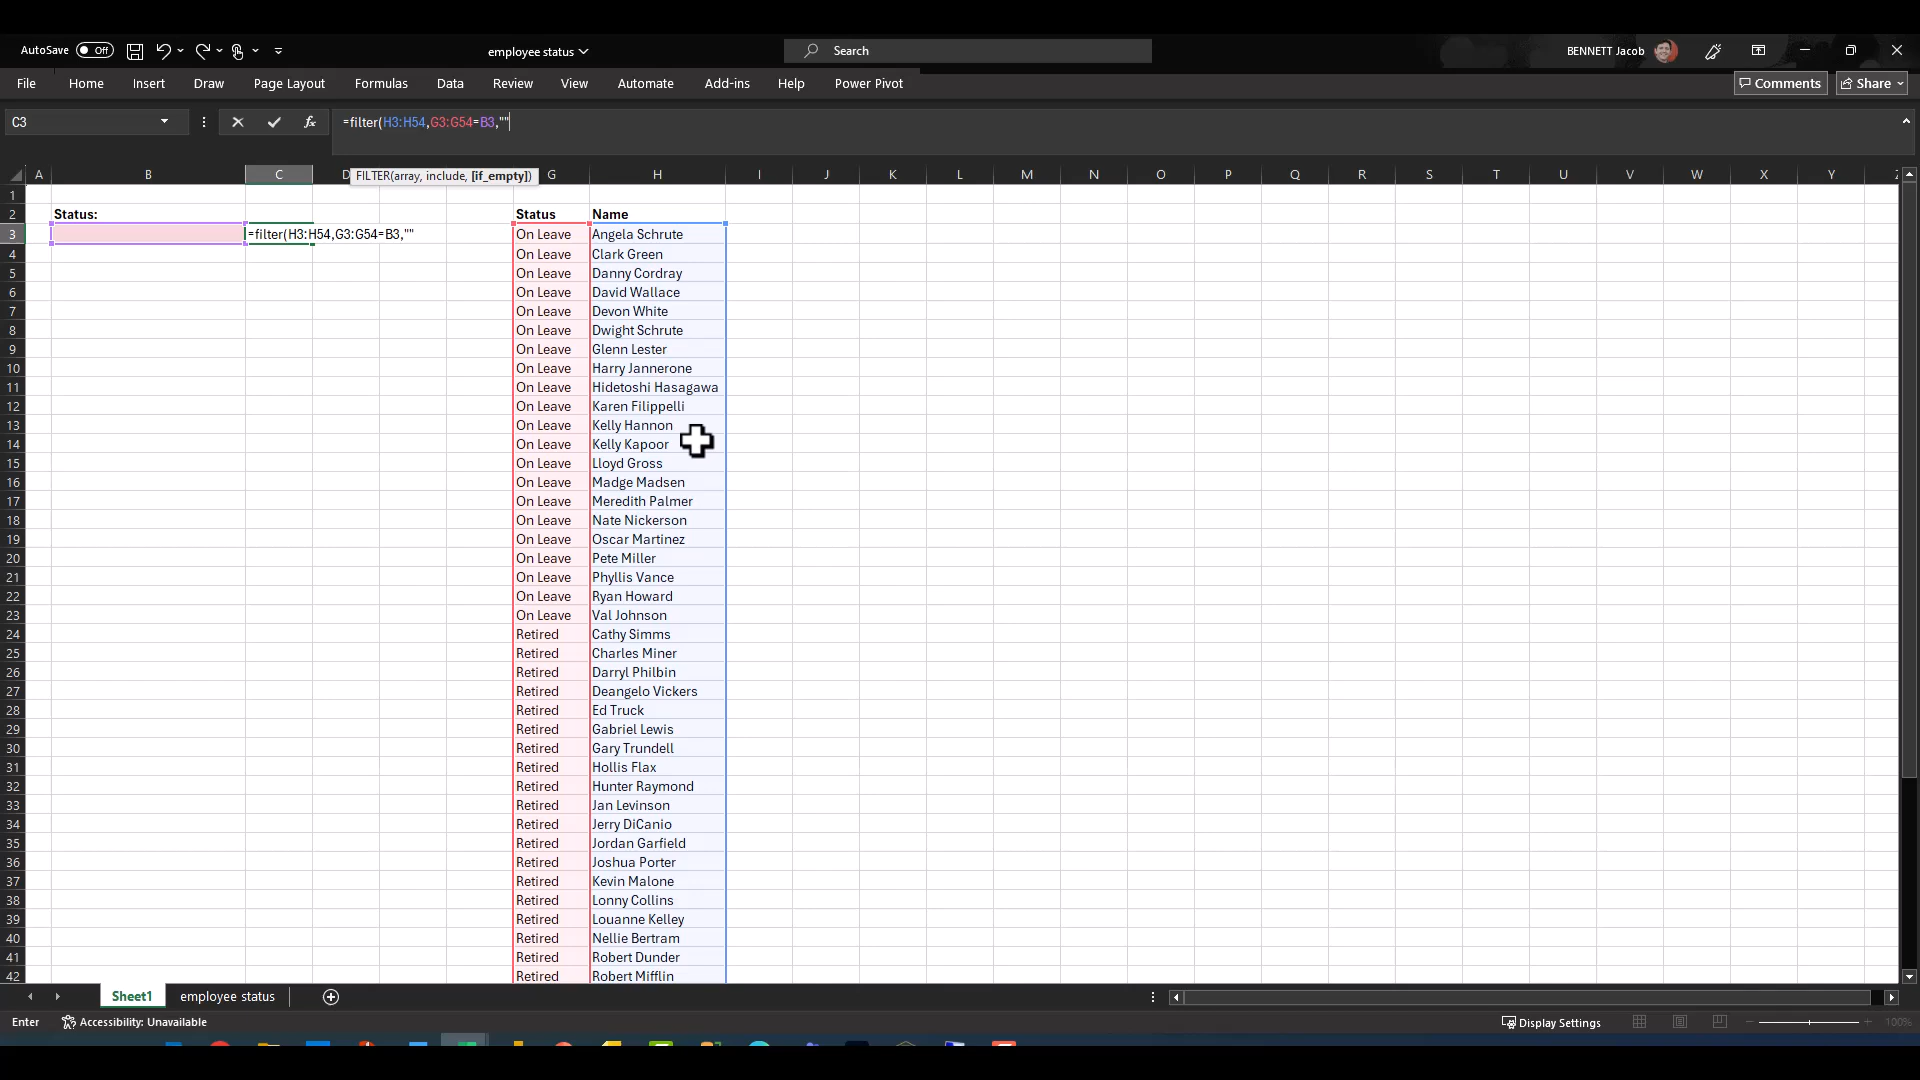 AutoSave Off employee status Search BENNETT Jacob
File Home Insert Draw Page Layout Formulas Data Review View Automate Add-ins Help Power Pivot Comments Share
C3 fx =filter(H3:H54,G3:G54=B3,""
FILTER(array, include, [if_empty])
A B C D G H I J K L M N O P Q R S T U V W X Y
1
2 Status: Status Name
3 =filter(H3:H54,G3:G54=B3,"" On Leave Angela Schrute
4 On Leave Clark Green
5 On Leave Danny Cordray
6 On Leave David Wallace
7 On Leave Devon White
8 On Leave Dwight Schrute
9 On Leave Glenn Lester
10 On Leave Harry Jannerone
11 On Leave Hidetoshi Hasagawa
12 On Leave Karen Filippelli
13 On Leave Kelly Hannon
14 On Leave Kelly Kapoor
15 On Leave Lloyd Gross
16 On Leave Madge Madsen
17 On Leave Meredith Palmer
18 On Leave Nate Nickerson
19 On Leave Oscar Martinez
20 On Leave Pete Miller
21 On Leave Phyllis Vance
22 On Leave Ryan Howard
23 On Leave Val Johnson
24 Retired Cathy Simms
25 Retired Charles Miner
26 Retired Darryl Philbin
27 Retired Deangelo Vickers
28 Retired Ed Truck
29 Retired Gabriel Lewis
30 Retired Gary Trundell
31 Retired Hollis Flax
32 Retired Hunter Raymond
33 Retired Jan Levinson
34 Retired Jerry DiCanio
35 Retired Jordan Garfield
36 Retired Joshua Porter
37 Retired Kevin Malone
38 Retired Lonny Collins
39 Retired Louanne Kelley
40 Retired Nellie Bertram
41 Retired Robert Dunder
42 Retired Robert Mifflin
Sheet1 employee status
Enter Accessibility: Unavailable Display Settings 100%